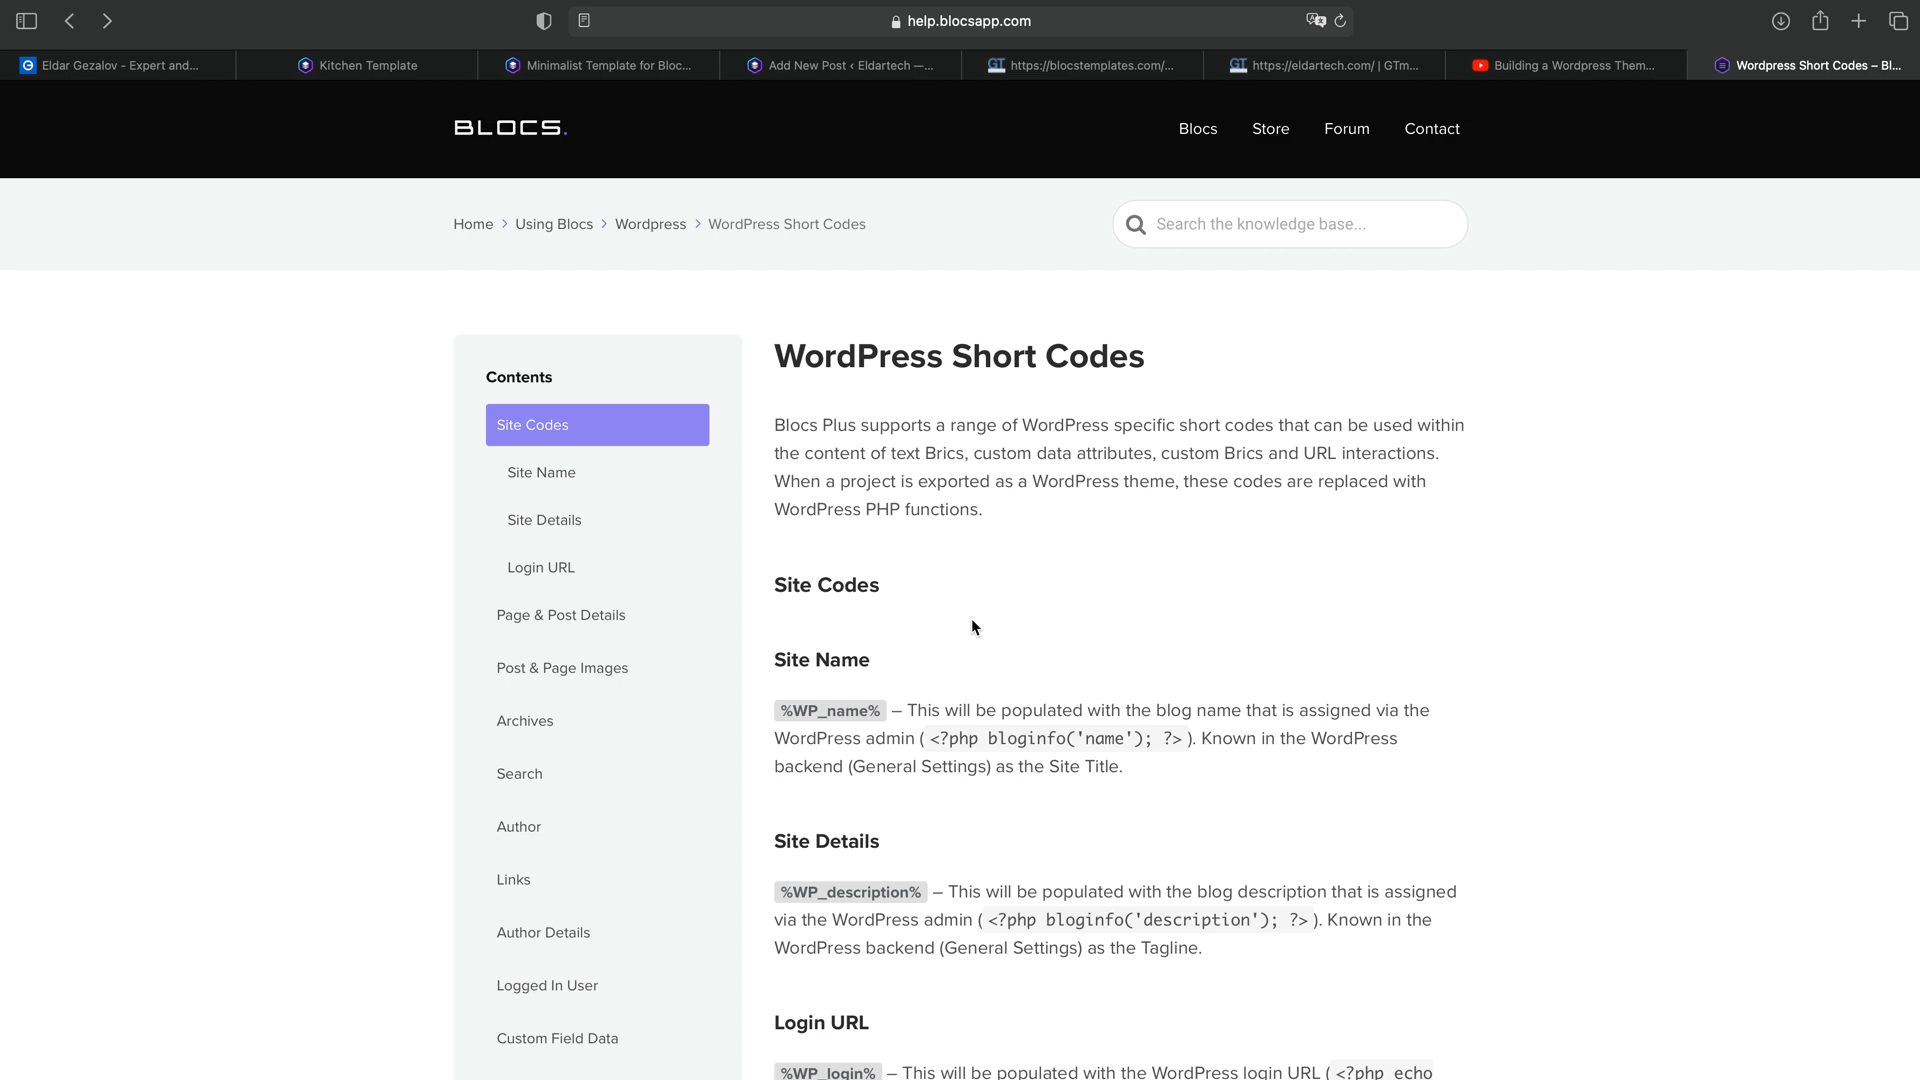 help.blocsapp.com
Eldar Gezalov - Expert and...
Kitchen Template
Minimalist Template for Bloc...
Add New Post ‹ Eldartech —...
https://blocstemplates.com/...
https://eldartech.com/ | GTm...
Building a Wordpress Them...
Wordpress Short Codes – Bl...
BLOCS.
Blocs
Store
Forum
Contact
Home > Using Blocs > Wordpress > WordPress Short Codes
Search the knowledge base...
Contents
Site Codes
Site Name
Site Details
Login URL
Page & Post Details
Post & Page Images
Archives
Search
Author
Links
Author Details
Logged In User
Custom Field Data
WordPress Short Codes
Blocs Plus supports a range of WordPress specific short codes that can be used within
the content of text Brics, custom data attributes, custom Brics and URL interactions.
When a project is exported as a WordPress theme, these codes are replaced with
WordPress PHP functions.
Site Codes
Site Name
%WP_name% – This will be populated with the blog name that is assigned via the
WordPress admin ( <?php bloginfo('name'); ?> ). Known in the WordPress
backend (General Settings) as the Site Title.
Site Details
%WP_description% – This will be populated with the blog description that is assigned
via the WordPress admin ( <?php bloginfo('description'); ?> ). Known in the
WordPress backend (General Settings) as the Tagline.
Login URL
%WP_login% – This will be populated with the WordPress login URL ( <?php echo